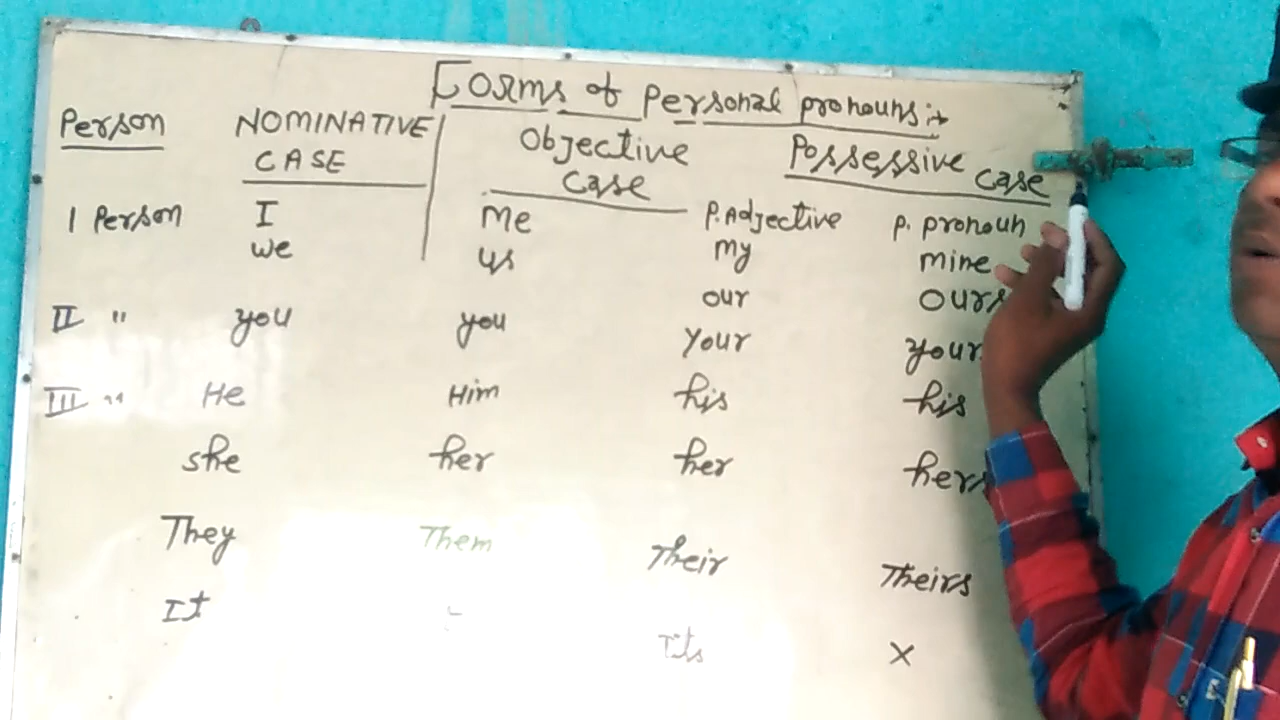 Forms of personal pronouns :-
Person NOMINATIVE CASE Objective case Possessive case
P. Adjective P. pronoun
I Person I Me my mine
we us our ours
II " you you your your
III " He Him his his
she her her hers
They Them Their Theirs
It Its ×